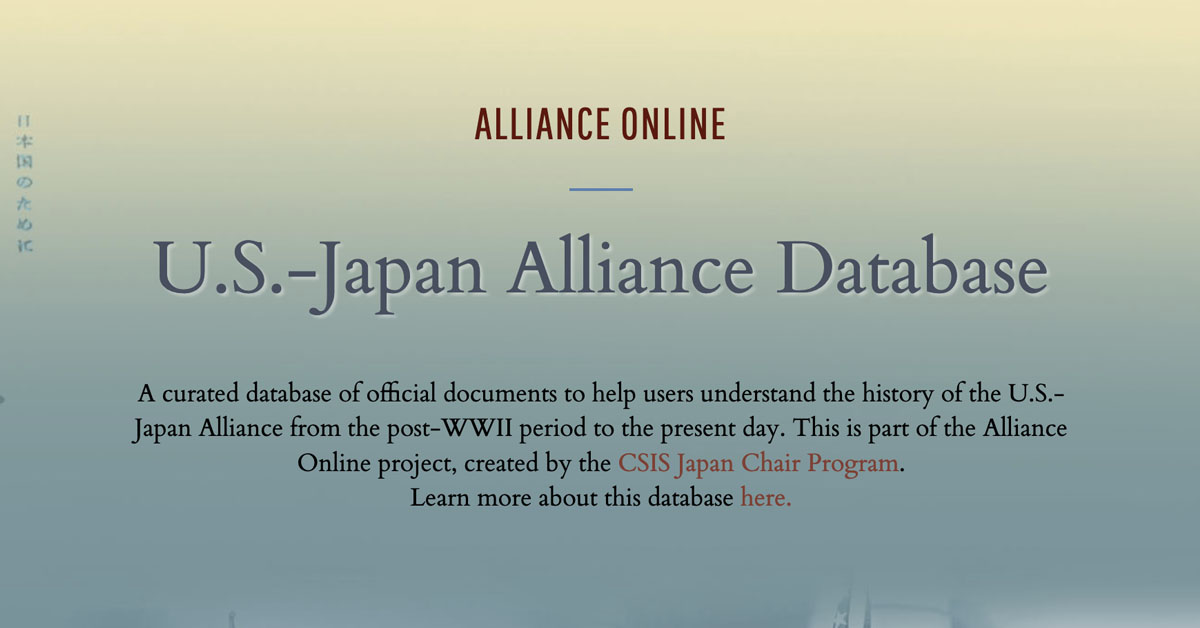 ALLIANCE ONLINE
U.S.-Japan Alliance Database
A curated database of official documents to help users understand the history of the U.S.-
Japan Alliance from the post-WWII period to the present day. This is part of the Alliance
Online project, created by the CSIS Japan Chair Program.
Learn more about this database here.
日本国のために